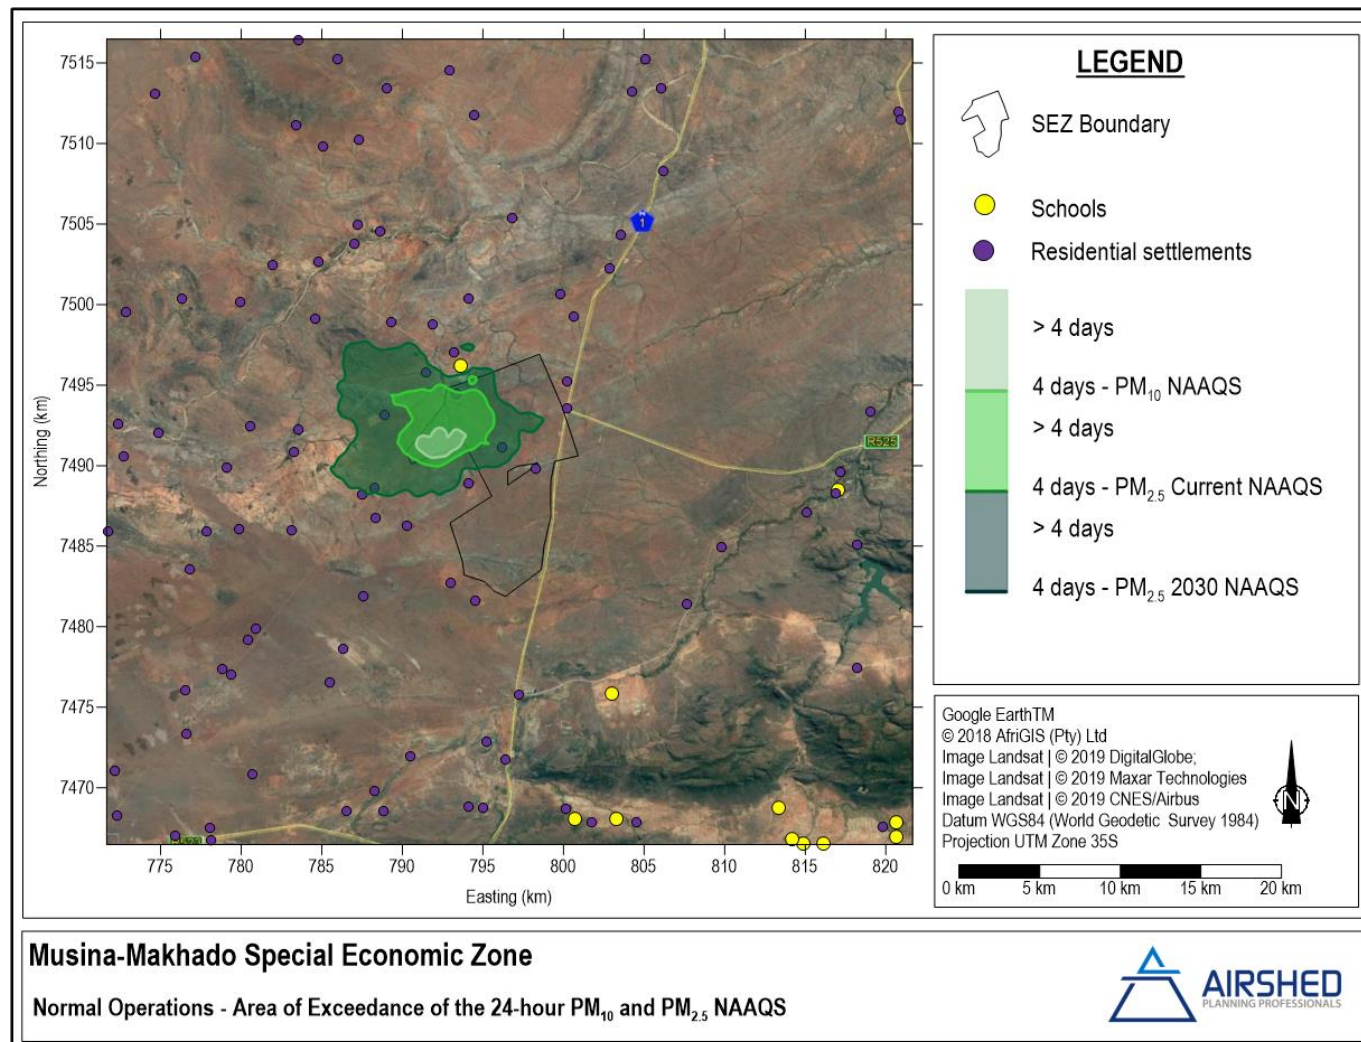 7515
7510
7505
7500
7495
7490
7485
7480
7475
7470
Northing (km)
1
R525
775
780
785
790
795
800
805
810
815
820
Easting (km)
LEGEND
SEZ Boundary
Schools
Residential settlements
> 4 days
4 days - PM10 NAAQS
> 4 days
4 days - PM2.5 Current NAAQS
> 4 days
4 days - PM2.5 2030 NAAQS
Google EarthTM
© 2018 AfriGIS (Pty) Ltd
Image Landsat | © 2019 DigitalGlobe;
Image Landsat | © 2019 Maxar Technologies
Image Landsat | © 2019 CNES/Airbus
Datum WGS84 (World Geodetic Survey 1984)
Projection UTM Zone 35S
N
0 km 5 km 10 km 15 km 20 km
Musina-Makhado Special Economic Zone
Normal Operations - Area of Exceedance of the 24-hour PM10 and PM2.5 NAAQS
AIRSHED
PLANNING PROFESSIONALS